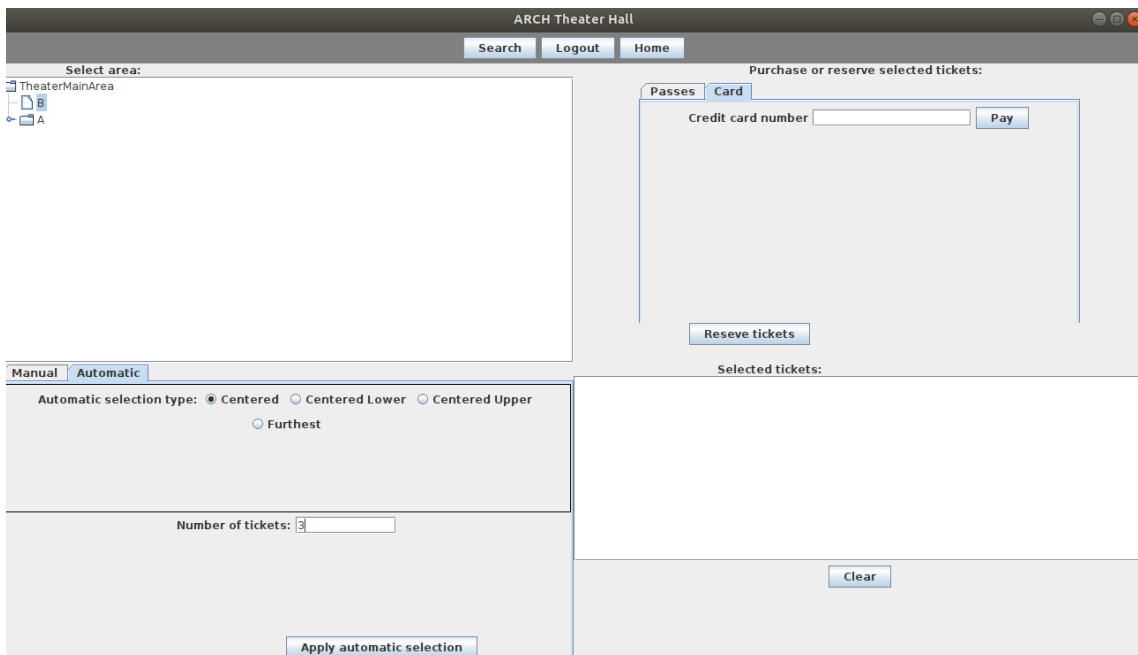 ARCH Theater Hall
Search Logout Home
Select area:
TheaterMainArea
B
A
Purchase or reserve selected tickets:
Passes Card
Credit card number Pay
Reseve tickets
Manual Automatic
Automatic selection type: Centered Centered Lower Centered Upper
Furthest
Number of tickets: 3
Apply automatic selection
Selected tickets:
Clear